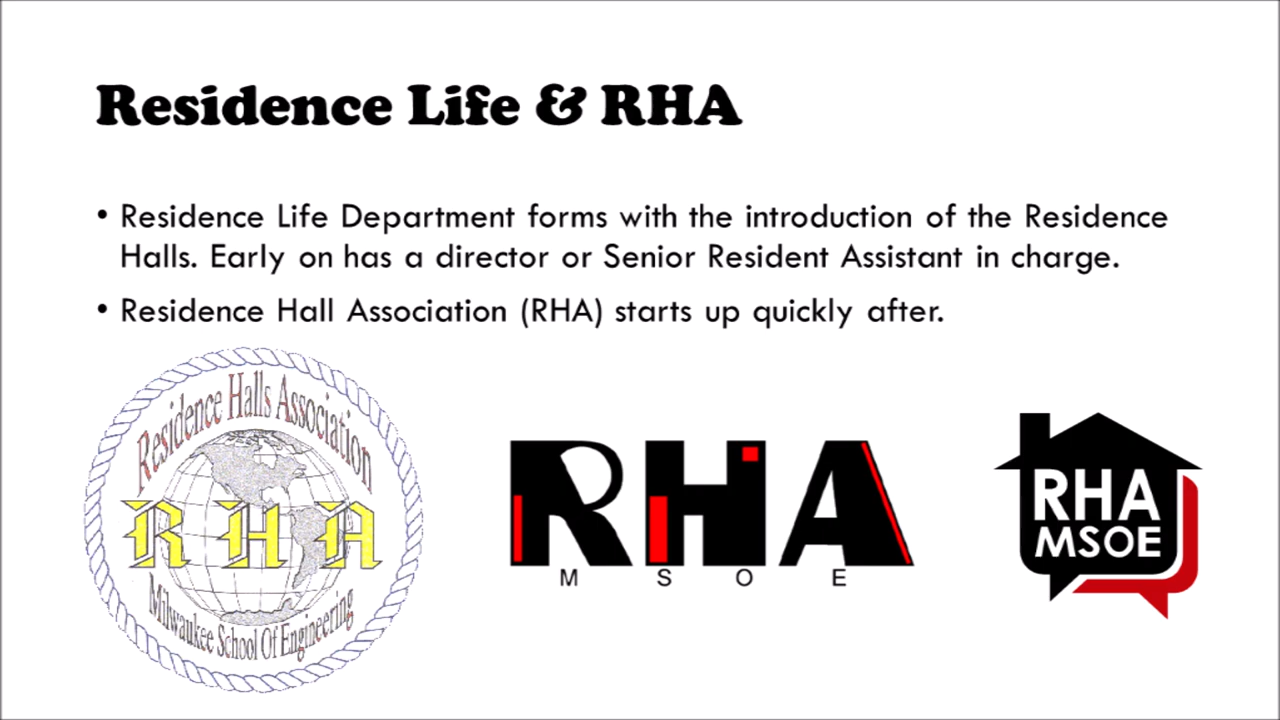 Residence Life & RHA
• Residence Life Department forms with the introduction of the Residence
Halls. Early on has a director or Senior Resident Assistant in charge.
• Residence Hall Association (RHA) starts up quickly after.
Residence Halls Association
R H A
Milwaukee School Of Engineering
RHA
M S O E
RHA
MSOE